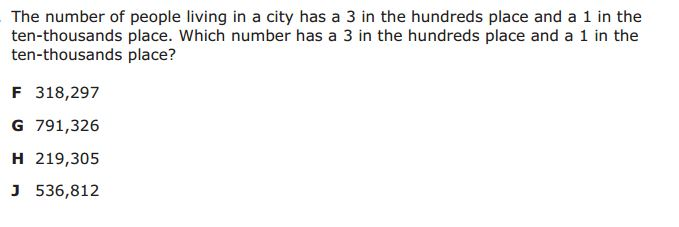 The number of people living in a city has a 3 in the hundreds place and a 1 in the
ten-thousands place. Which number has a 3 in the hundreds place and a 1 in the
ten-thousands place?
F 318,297
G 791,326
H 219,305
J 536,812